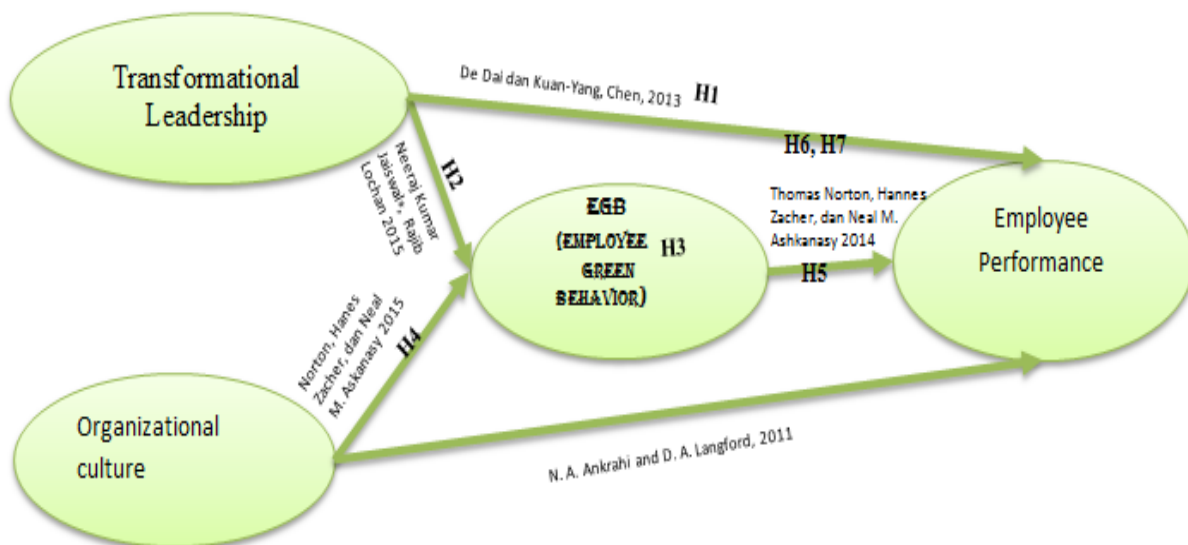 Transformational
Leadership
De Dai dan Kuan-Yang, Chen, 2013
H1
H6, H7
H2
Neeraj Kumar
Jaiswal*, Rajib
Lochan 2015
EGB
(EMPLOYEE
GREEN
BEHAVIOR)
H3
Thomas Norton, Hannes
Zacher, dan Neal M.
Ashkanasy 2014
H5
Employee
Performance
Norton, Hanes
Zacher, dan Neal
M. Askanasy 2015
H4
Organizational
culture
N. A. Ankrahi and D. A. Langford, 2011